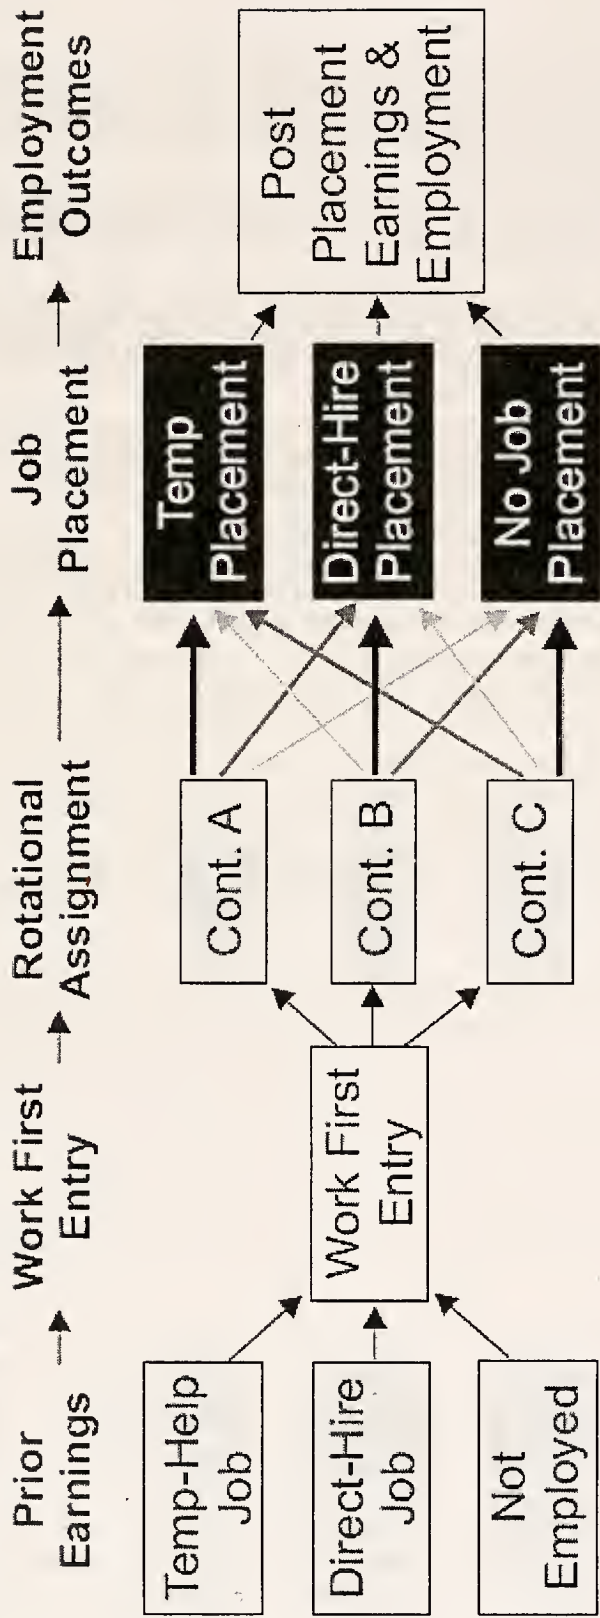 Prior
Earnings
Work First
Entry
Rotational
Assignment
Job
Placement
Employment
Outcomes
Temp-Help
Job
Direct-Hire
Job
Not
Employed
Work First
Entry
Cont. A
Cont. B
Cont. C
Temp
Placement
Direct-Hire
Placement
No Job
Placement
Post
Placement
Earnings &
Employment